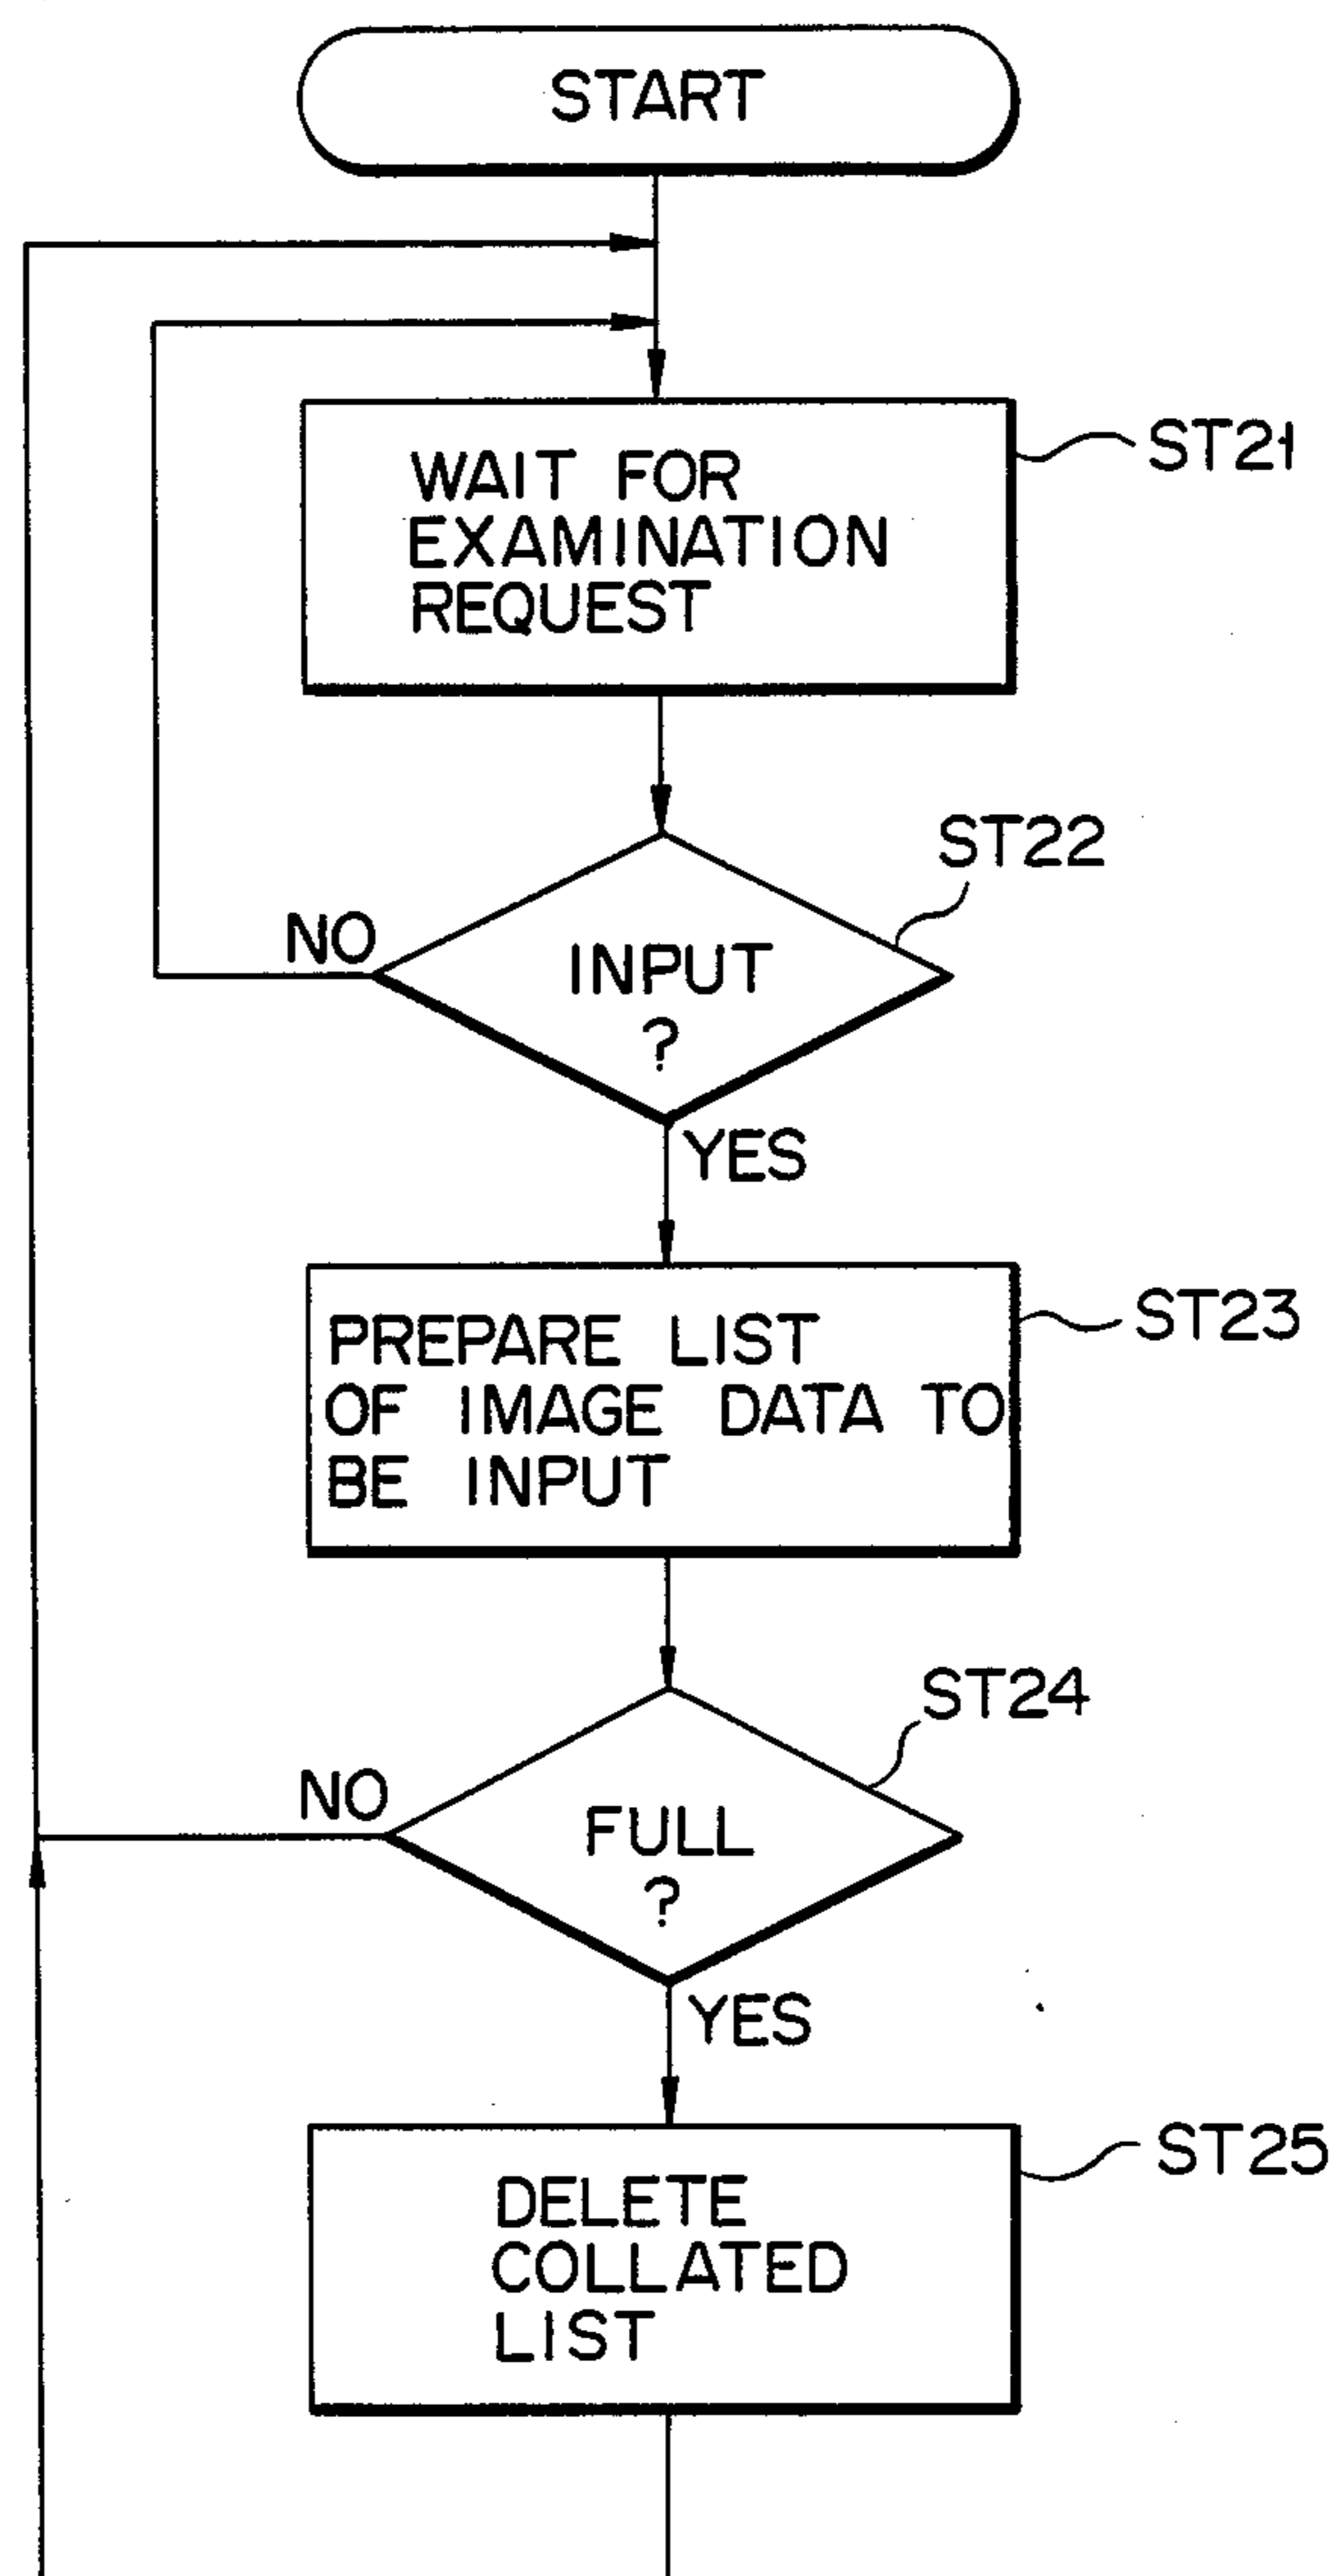 START
WAIT FOR
EXAMINATION
REQUEST
ST21
ST22
NO
INPUT
?
YES
PREPARE LIST
OF IMAGE DATA TO
BE INPUT
ST23
ST24
NO
FULL
?
YES
DELETE
COLLATED
LIST
ST25